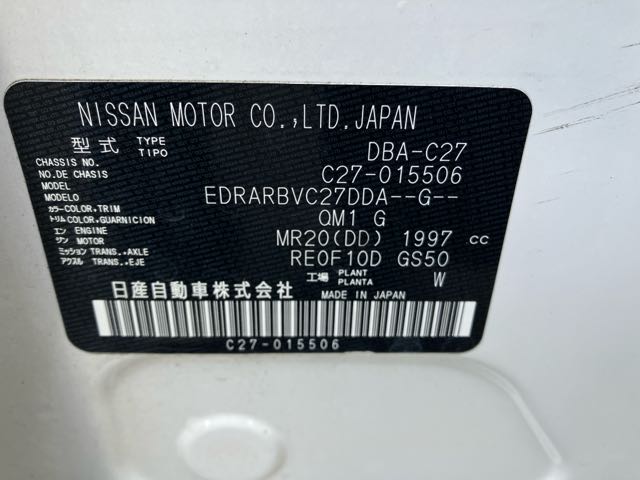 NISSAN MOTOR CO.,LTD.JAPAN
型式 TYPE TIPO DBA-C27
CHASSIS NO. NO.DE CHASIS C27-015506
MODEL MODELO EDRARBVC27DDA--G--
カラー COLOR,TRIM トリム COLOR,GUARNICION QM1 G
エン ENGINE ジン MOTOR MR20(DD) 1997 cc
ミッション TRANS.,AXLE アクスル TRANS.,EJE RE0F10D GS50
工場 PLANT PLANTA W
日産自動車株式会社 MADE IN JAPAN
C27-015506